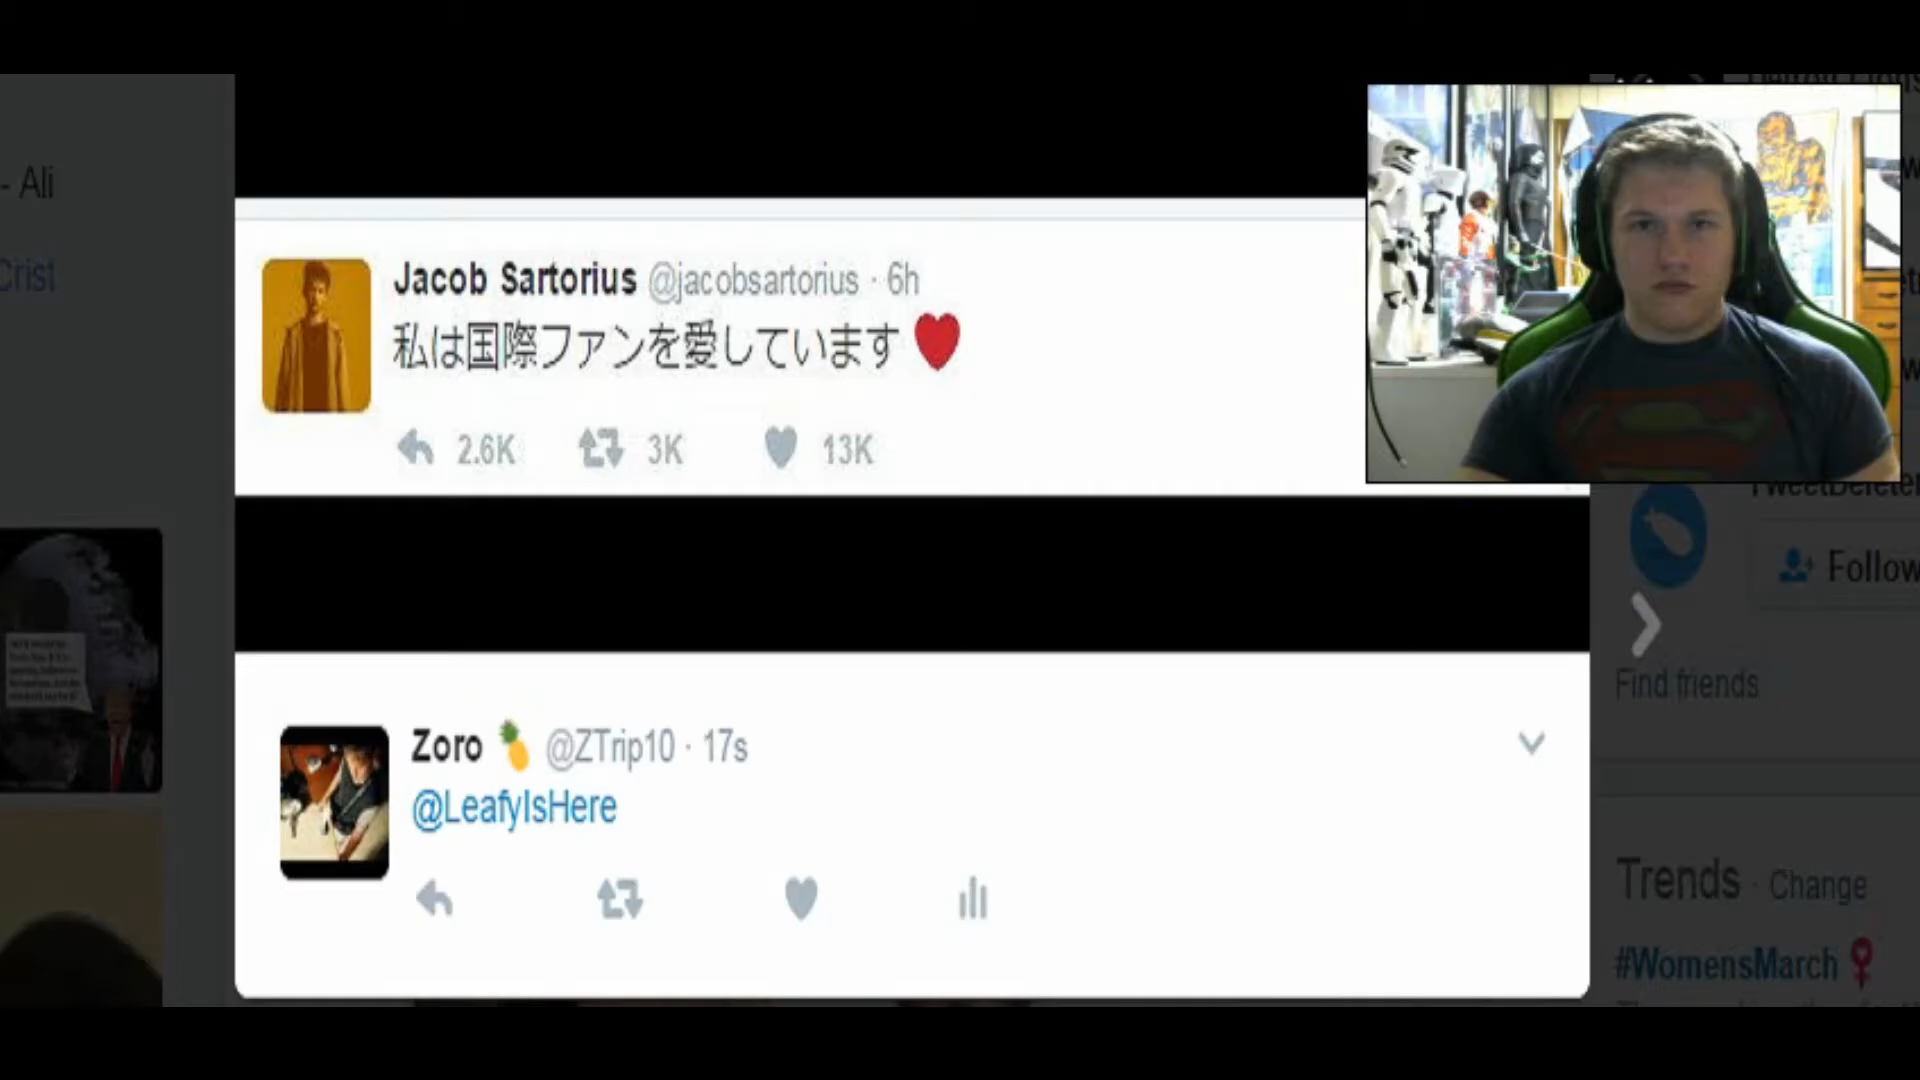 - Ali
Crist
Jacob Sartorius @jacobsartorius · 6h
私は国際ファンを愛しています ❤
2.6K 3K 13K
TweetDeleter
Follow
Find friends
Zoro 🍍 @ZTrip10 · 17s
@LeafyIsHere
Trends · Change
#WomensMarch